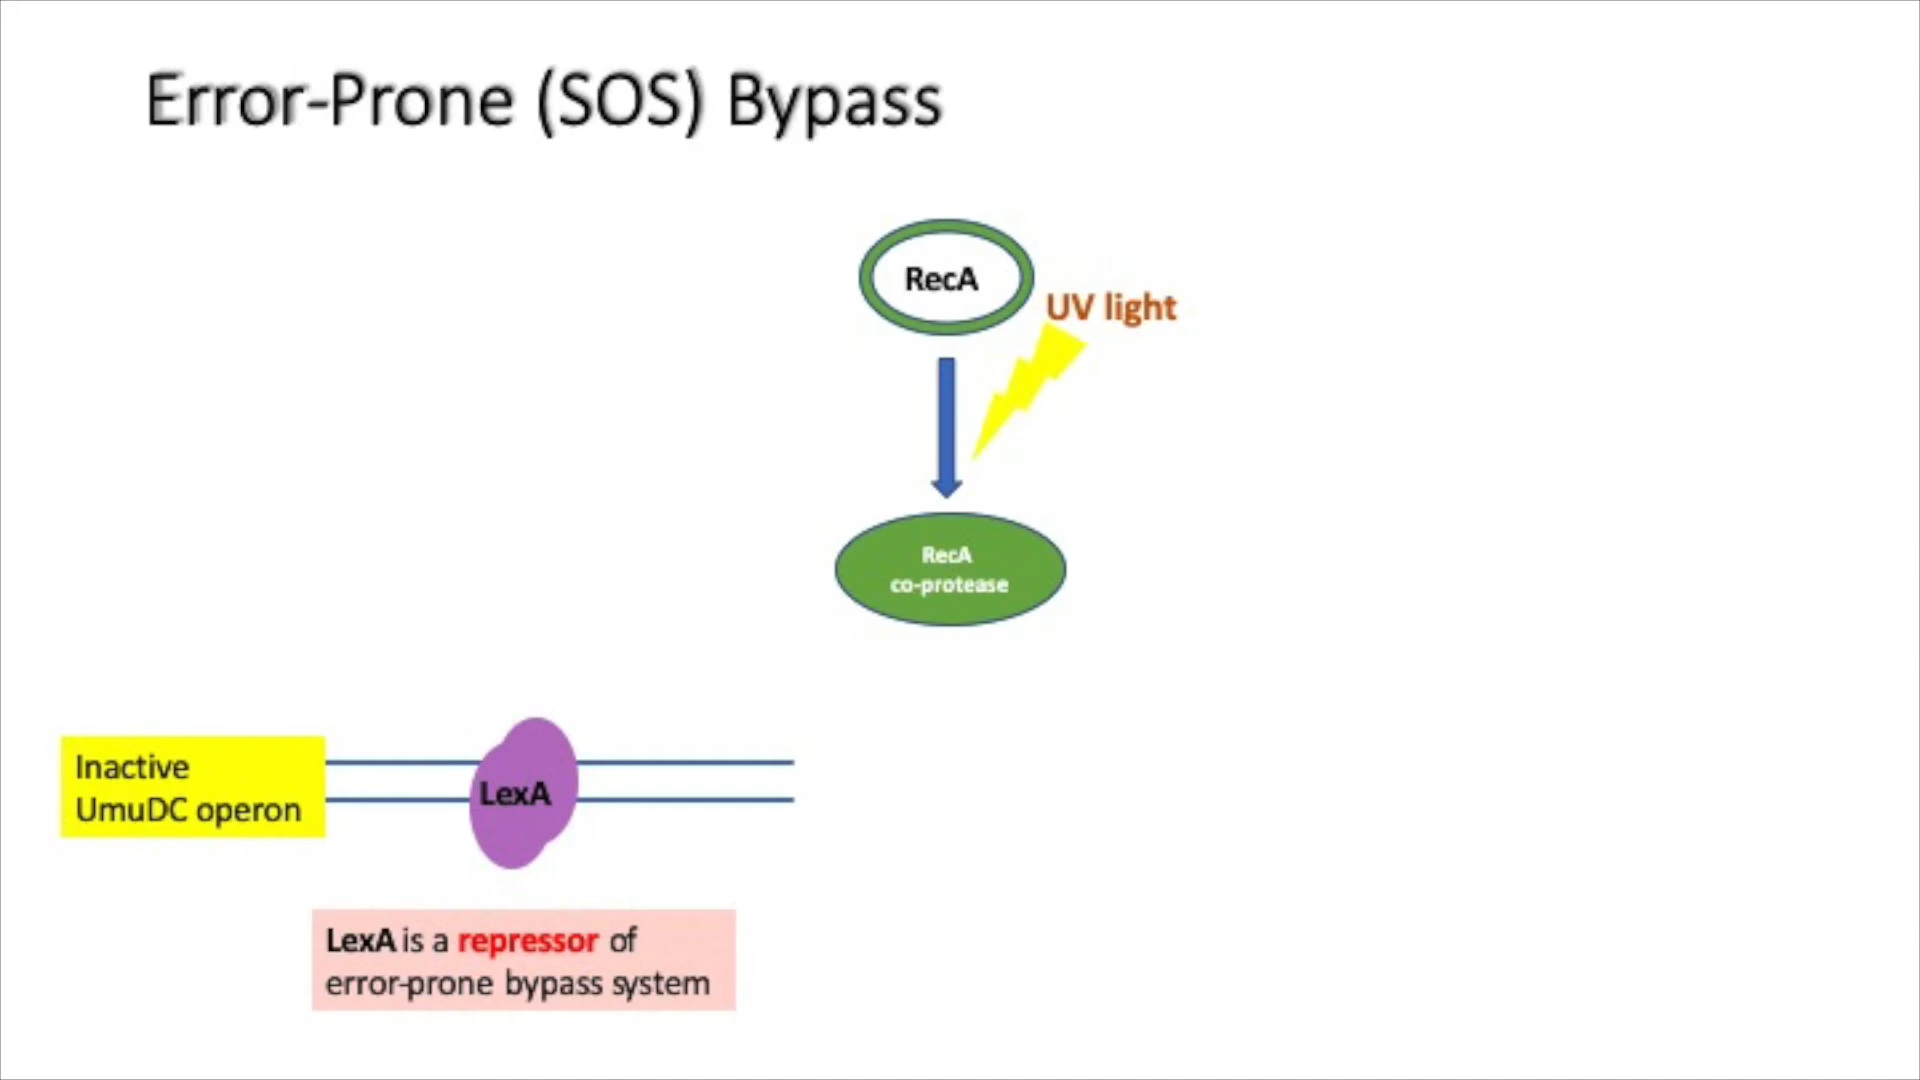 Error-Prone (SOS) Bypass
RecA
UV light
RecA
co-protease
Inactive
UmuDC operon
LexA
LexA is a repressor of
error-prone bypass system